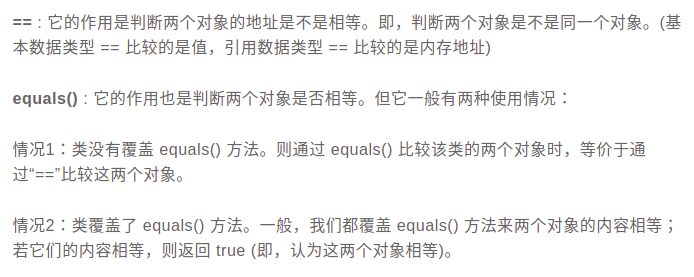 == : 它的作用是判断两个对象的地址是不是相等。即，判断两个对象是不是同一个对象。(基
本数据类型 == 比较的是值，引用数据类型 == 比较的是内存地址)
equals() : 它的作用也是判断两个对象是否相等。但它一般有两种使用情况：
情况1：类没有覆盖 equals() 方法。则通过 equals() 比较该类的两个对象时，等价于通
过“==”比较这两个对象。
情况2：类覆盖了 equals() 方法。一般，我们都覆盖 equals() 方法来两个对象的内容相等；
若它们的内容相等，则返回 true (即，认为这两个对象相等)。